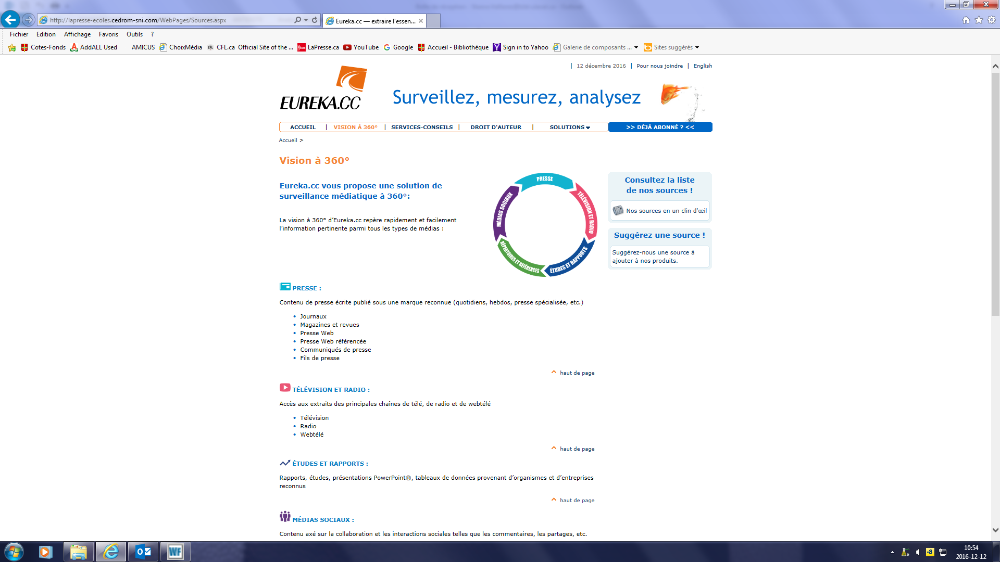 http://lapresse-ecoles.cedrom-sni.com/WebPages/Sources.aspx
Eureka.cc — extraire l'essen...
Fichier Edition Affichage Favoris Outils ?
Cotes-Fonds AddALL Used AMICUS ChoixMédia CFL CFL.ca Official Site of the ... LaPresse.ca YouTube Google Accueil - Bibliothèque Sign in to Yahoo Galerie de composants ... Sites suggérés
| 12 décembre 2016 | Pour nous joindre | English
EUREKA.CC
Surveillez, mesurez, analysez
ACCUEIL | VISION À 360° | SERVICES-CONSEILS | DROIT D'AUTEUR | SOLUTIONS >> DÉJÀ ABONNÉ ? <<
Accueil >
Vision à 360°
Eureka.cc vous propose une solution de
surveillance médiatique à 360°:
La vision à 360° d’Eureka.cc repère rapidement et facilement
l’information pertinente parmi tous les types de médias :
PRESSE
TÉLÉVISION ET RADIO
ÉTUDES ET RAPPORTS
RÉPERTOIRES ET RÉFÉRENCES
MÉDIAS SOCIAUX
Consultez la liste
de nos sources !
Nos sources en un clin d'œil
Suggérez une source !
Suggérez-nous une source à
ajouter à nos produits.
PRESSE :
Contenu de presse écrite publié sous une marque reconnue (quotidiens, hebdos, presse spécialisée, etc.)
• Journaux
• Magazines et revues
• Presse Web
• Presse Web référencée
• Communiqués de presse
• Fils de presse
haut de page
TÉLÉVISION ET RADIO :
Accès aux extraits des principales chaînes de télé, de radio et de webtélé
• Télévision
• Radio
• Webtélé
haut de page
ÉTUDES ET RAPPORTS :
Rapports, études, présentations PowerPoint®, tableaux de données provenant d’organismes et d’entreprises
reconnus
haut de page
MÉDIAS SOCIAUX :
Contenu axé sur la collaboration et les interactions sociales telles que les commentaires, les partages, etc.
WF
-8
10:54
2016-12-12